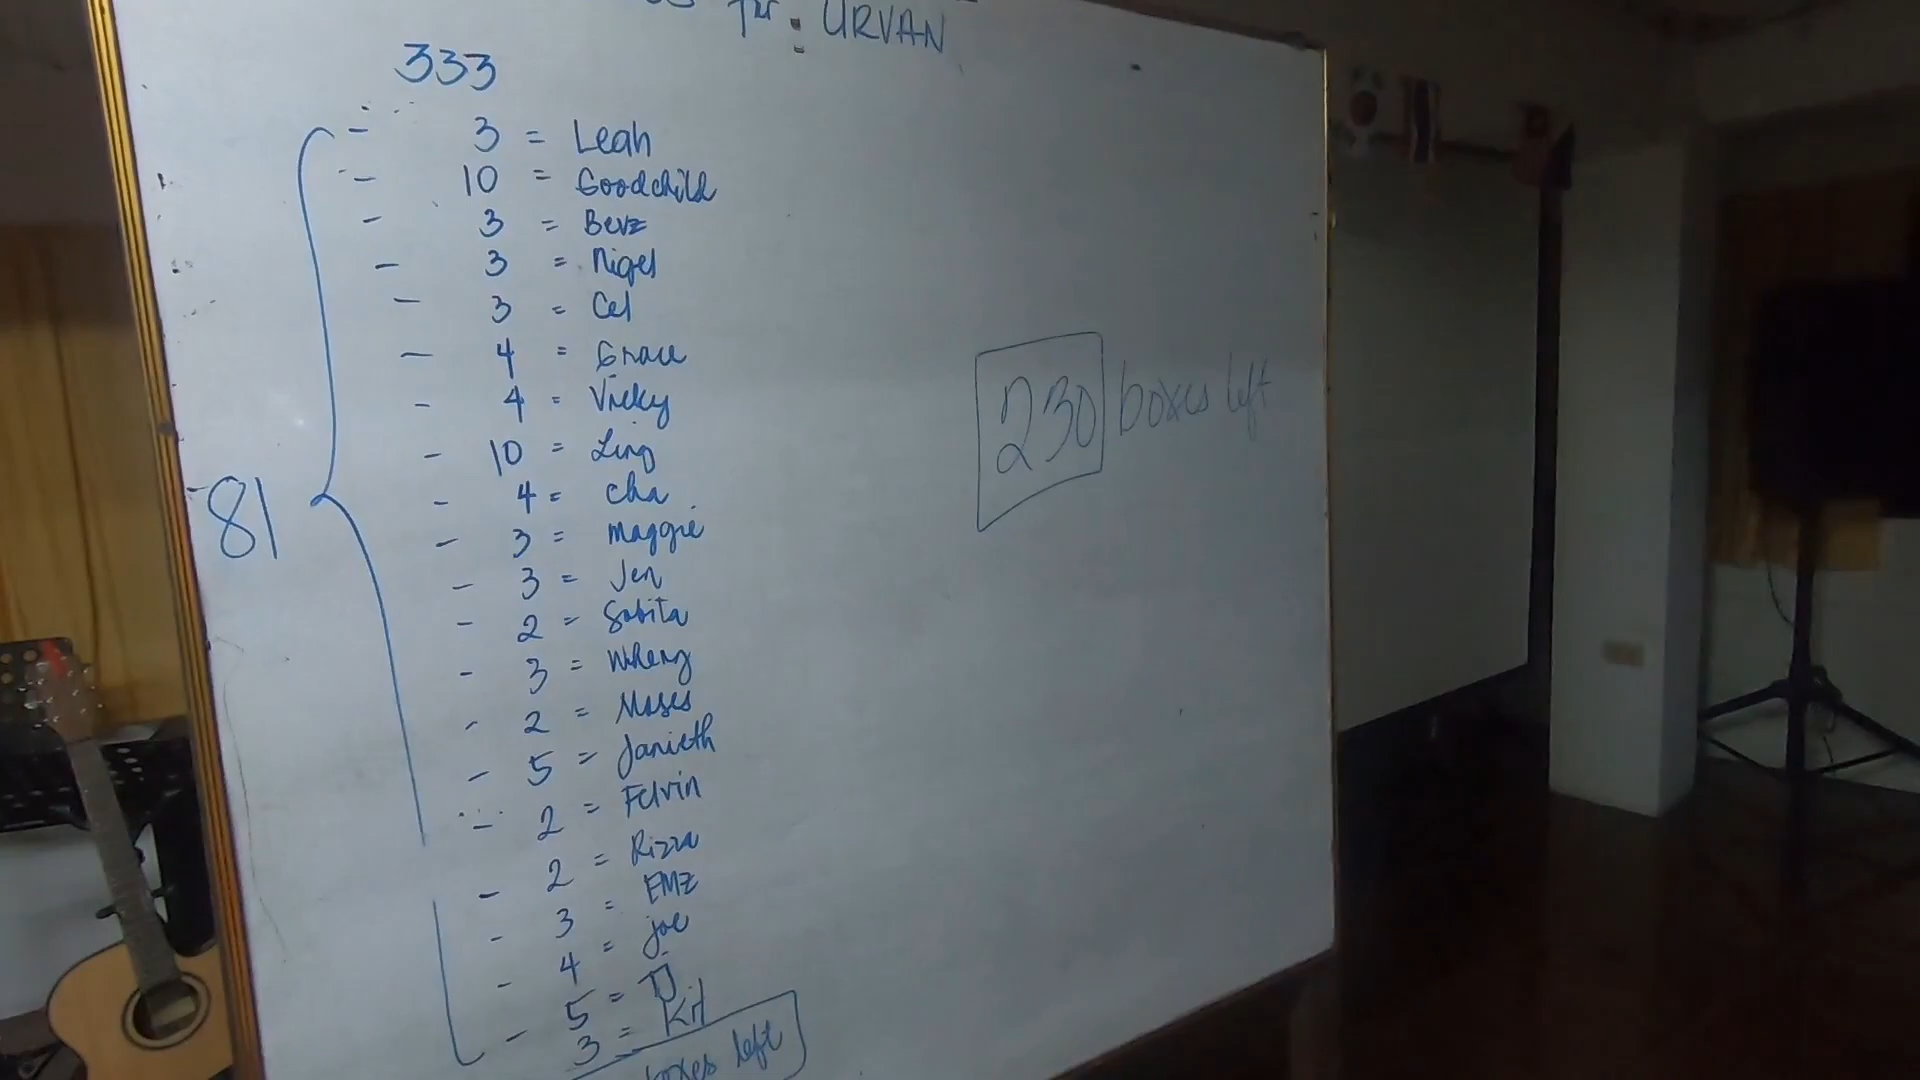 : URVAN
333
- 3 = Leah
- 10 = Goodchild
- 3 = Bevz
- 3 = Nigel
- 3 = Cel
- 4 = Grace
- 4 = Vicky
- 10 = Ling
- 4 = Cha
- 3 = Maggie
- 3 = Jen
- 2 = Sabita
- 3 = Wheng
- 2 = Moses
- 5 = Janieth
- 2 = Felvin
- 2 = Rizza
- 3 = EMZ
- 4 = joe
- 5 = TJ
- 3 = Kit
boxes left
-81
230 boxes left